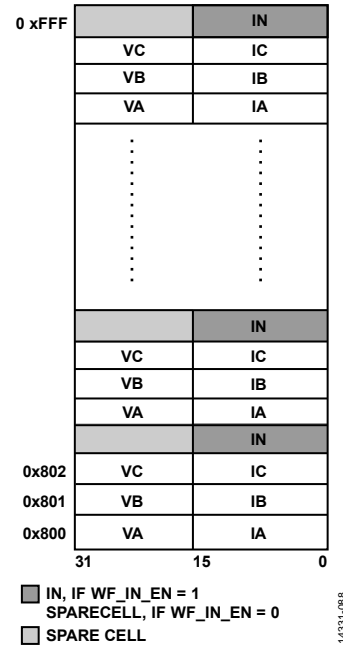 0 xFFF IN
VC IC
VB IB
VA IA
IN
VC IC
VB IB
VA IA
IN
0x802 VC IC
0x801 VB IB
0x800 VA IA
31 15 0
IN, IF WF_IN_EN = 1
SPARECELL, IF WF_IN_EN = 0
SPARE CELL
14331-088